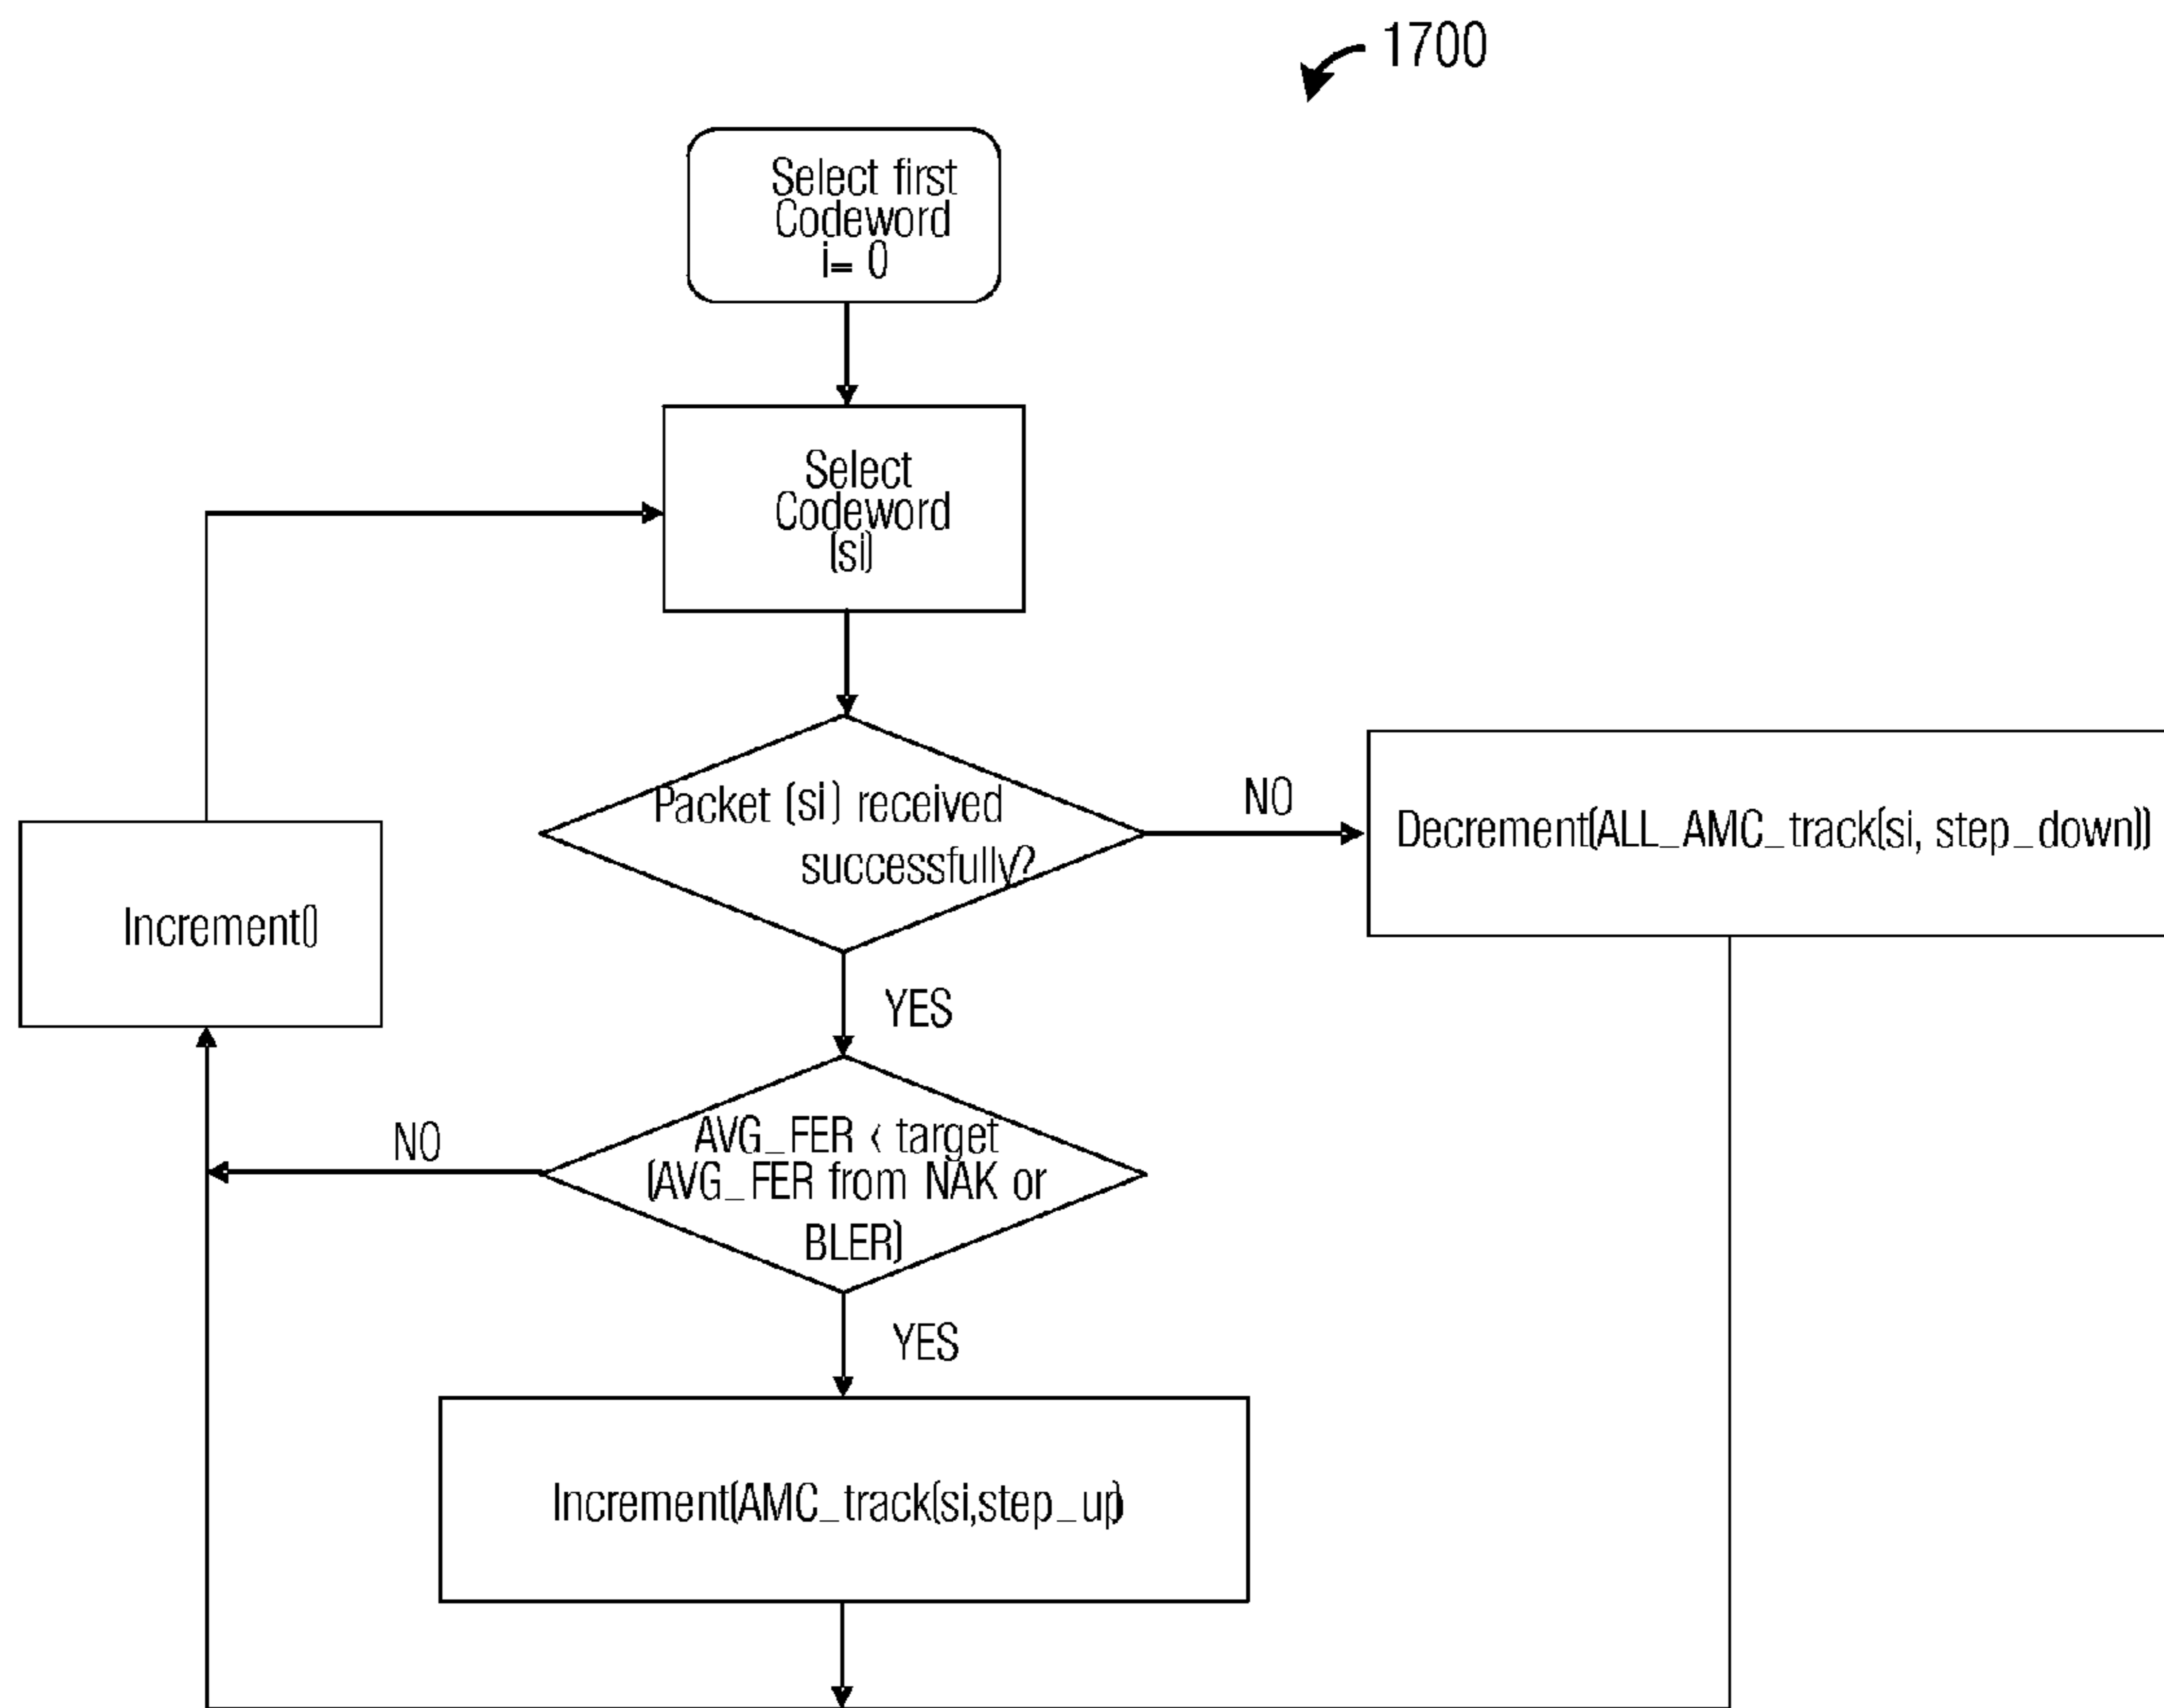 1700
Select first
Codeword
i= 0
Select
Codeword
(si)
Packet (si) received
successfully?
NO
Decrement(ALL_AMC_track(si, step_down))
Increment()
YES
AVG_FER < target
(AVG_FER from NAK or
BLER)
NO
YES
Increment(AMC_track(si,step_up)